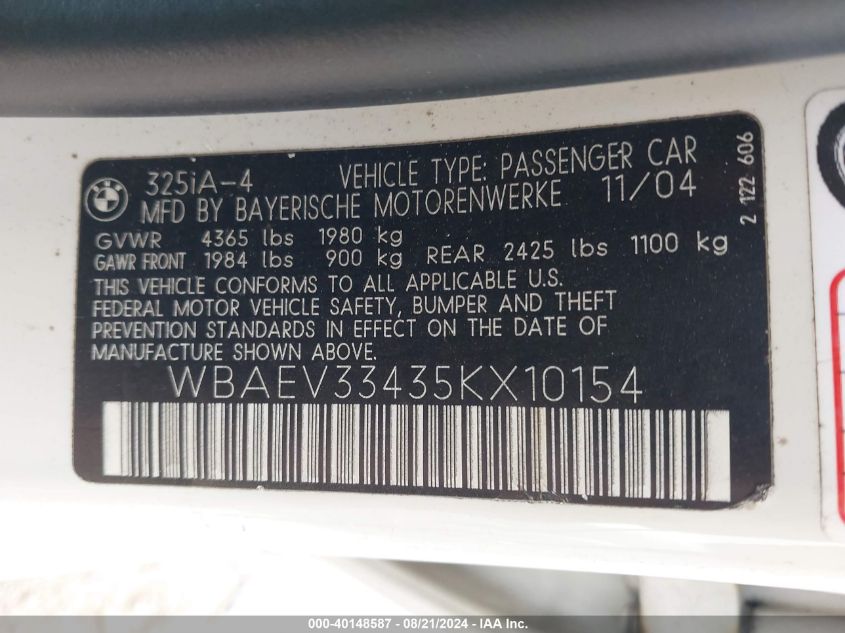 BMW
325iA-4 VEHICLE TYPE: PASSENGER CAR
MFD BY BAYERISCHE MOTORENWERKE 11/04
GVWR 4365 lbs 1980 kg
GAWR FRONT 1984 lbs 900 kg REAR 2425 lbs 1100 kg
THIS VEHICLE CONFORMS TO ALL APPLICABLE U.S.
FEDERAL MOTOR VEHICLE SAFETY, BUMPER AND THEFT
PREVENTION STANDARDS IN EFFECT ON THE DATE OF
MANUFACTURE SHOWN ABOVE.
WBAEV33435KX10154
2 122 606
000-40148587 - 08/21/2024 - IAA Inc.